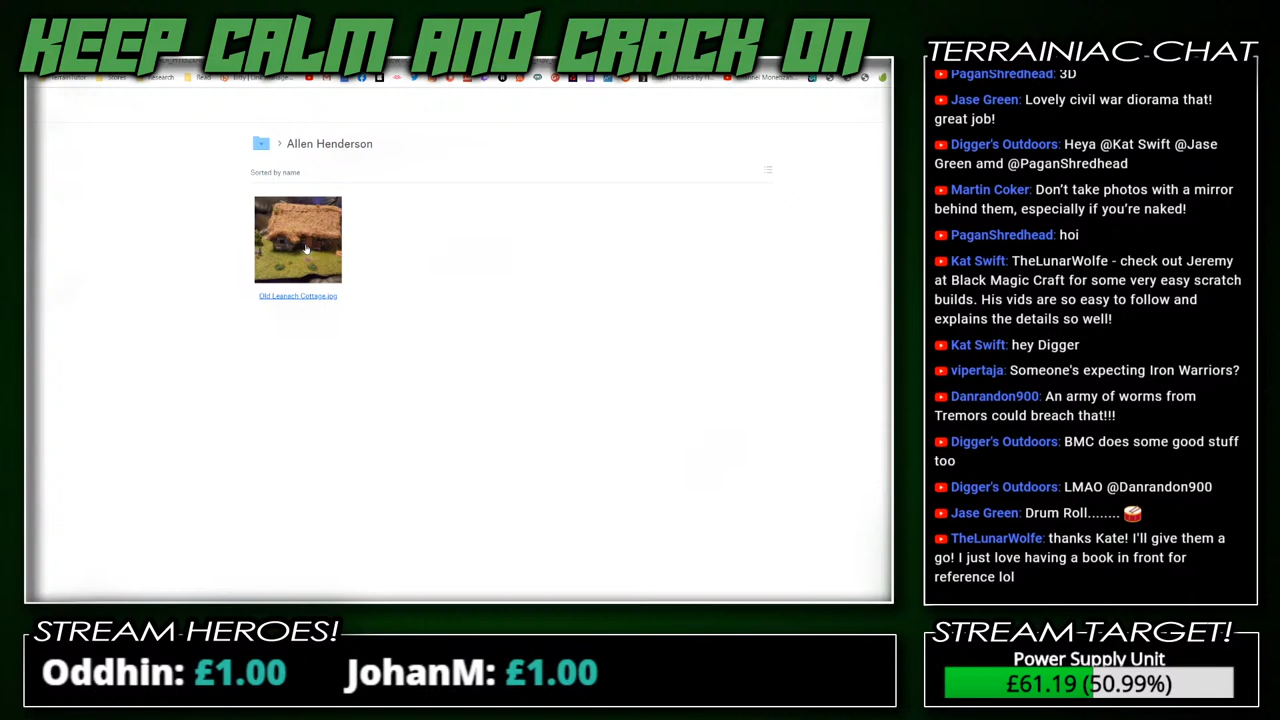 KEEP CALM AND CRACK ON
Stores
Research
Read
Allen Henderson
Sorted by name
Old Leanach Cottage.jpg
TERRAINIAC CHAT
PaganShredhead: 3D
Jase Green: Lovely civil war diorama that!
great job!
Digger's Outdoors: Heya @Kat Swift @Jase
Green amd @PaganShredhead
Martin Coker: Don't take photos with a mirror
behind them, especially if you're naked!
PaganShredhead: hoi
Kat Swift: TheLunarWolfe - check out Jeremy
at Black Magic Craft for some very easy scratch
builds. His vids are so easy to follow and
explains the details so well!
Kat Swift: hey Digger
vipertaja: Someone's expecting Iron Warriors?
Danrandon900: An army of worms from
Tremors could breach that!!!
Digger's Outdoors: BMC does some good stuff
too
Digger's Outdoors: LMAO @Danrandon900
Jase Green: Drum Roll........ 🥁
TheLunarWolfe: thanks Kate! I'll give them a
go! I just love having a book in front for
reference lol
STREAM HEROES!
Oddhin: £1.00 JohanM: £1.00
STREAM TARGET!
Power Supply Unit
£61.19 (50.99%)